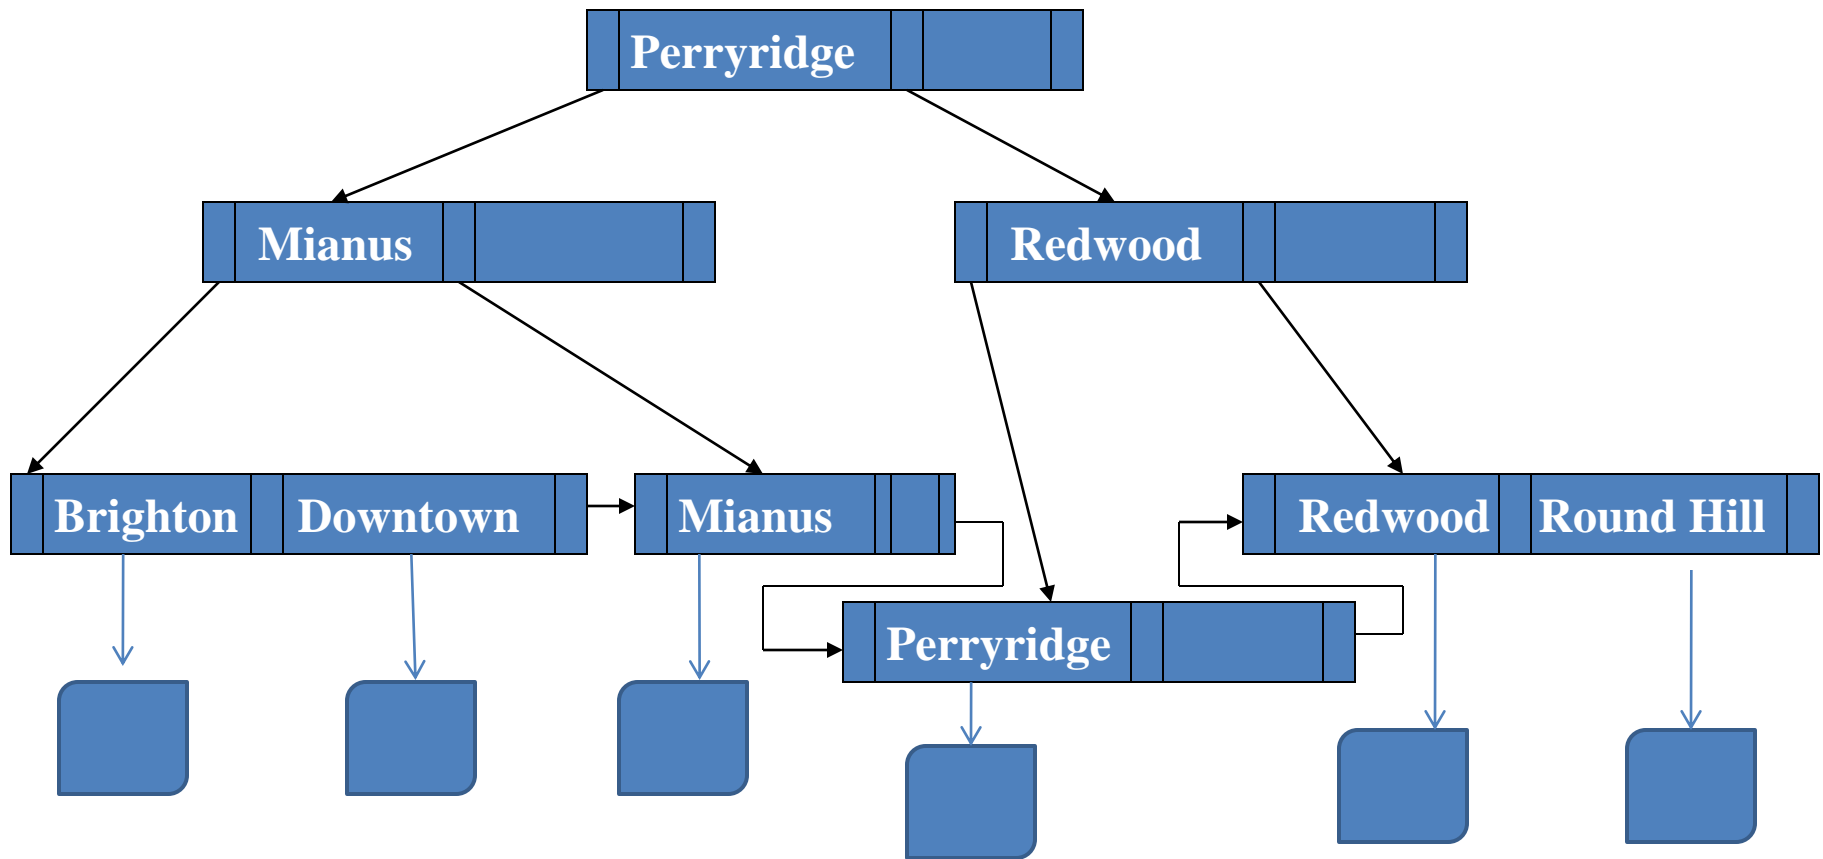 Perryridge
Mianus
Redwood
Brighton Downtown
Mianus
Redwood Round Hill
Perryridge